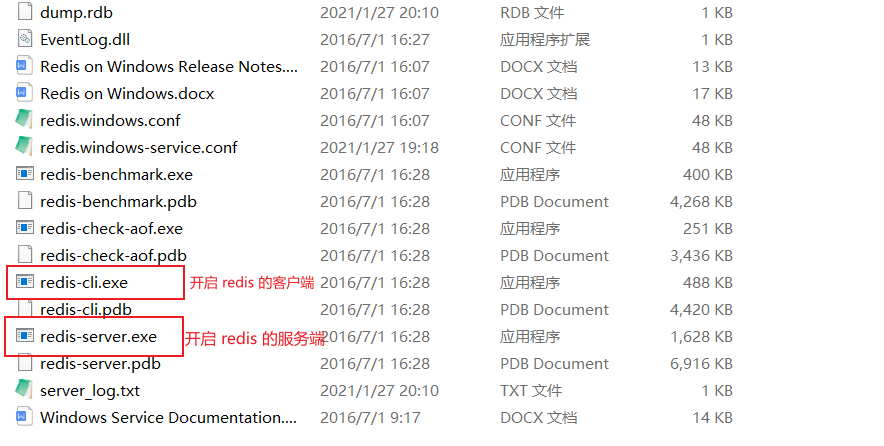 dump.rdb 2021/1/27 20:10 RDB 文件 1 KB
EventLog.dll 2016/7/1 16:27 应用程序扩展 1 KB
Redis on Windows Release Notes.... 2016/7/1 16:07 DOCX 文档 13 KB
Redis on Windows.docx 2016/7/1 16:07 DOCX 文档 17 KB
redis.windows.conf 2016/7/1 16:07 CONF 文件 48 KB
redis.windows-service.conf 2021/1/27 19:18 CONF 文件 48 KB
redis-benchmark.exe 2016/7/1 16:28 应用程序 400 KB
redis-benchmark.pdb 2016/7/1 16:28 PDB Document 4,268 KB
redis-check-aof.exe 2016/7/1 16:28 应用程序 251 KB
redis-check-aof.pdb 2016/7/1 16:28 PDB Document 3,436 KB
redis-cli.exe 开启 redis 的客户端 2016/7/1 16:28 应用程序 488 KB
redis-cli.pdb 2016/7/1 16:28 PDB Document 4,420 KB
redis-server.exe 开启 redis 的服务端 2016/7/1 16:28 应用程序 1,628 KB
redis-server.pdb 2016/7/1 16:28 PDB Document 6,916 KB
server_log.txt 2021/1/27 20:10 TXT 文件 1 KB
Windows Service Documentation.... 2016/7/1 9:17 DOCX 文档 14 KB